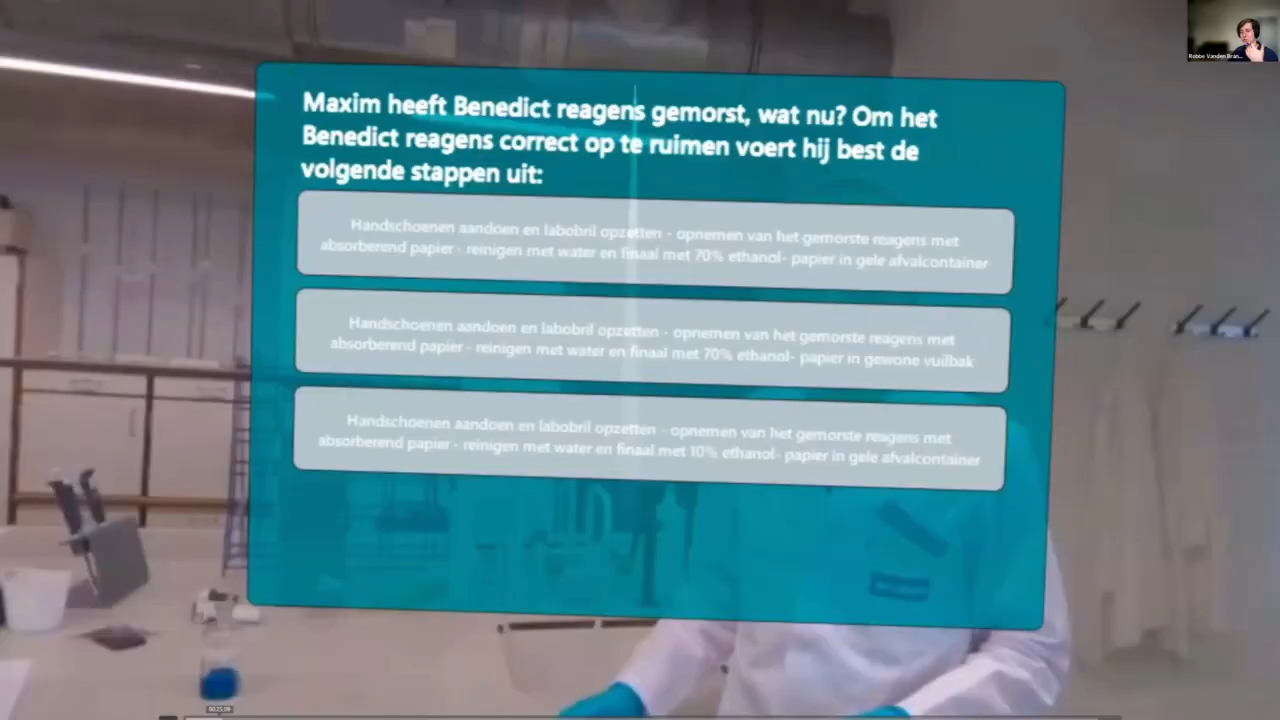 Maxim heeft Benedict reagens gemorst, wat nu? Om het
Benedict reagens correct op te ruimen voert hij best de
volgende stappen uit:
Handschoenen aandoen en labobril opzetten - opnemen van het gemorste reagens met
absorberend papier - reinigen met water en finaal met 70% ethanol- papier in gele afvalcontainer
Handschoenen aandoen en labobril opzetten - opnemen van het gemorste reagens met
absorberend papier - reinigen met water en finaal met 70% ethanol- papier in gewone vuilbak
Handschoenen aandoen en labobril opzetten - opnemen van het gemorste reagens met
absorberend papier - reinigen met water en finaal met 10% ethanol- papier in gele afvalcontainer
Robbe Vanden Bran...